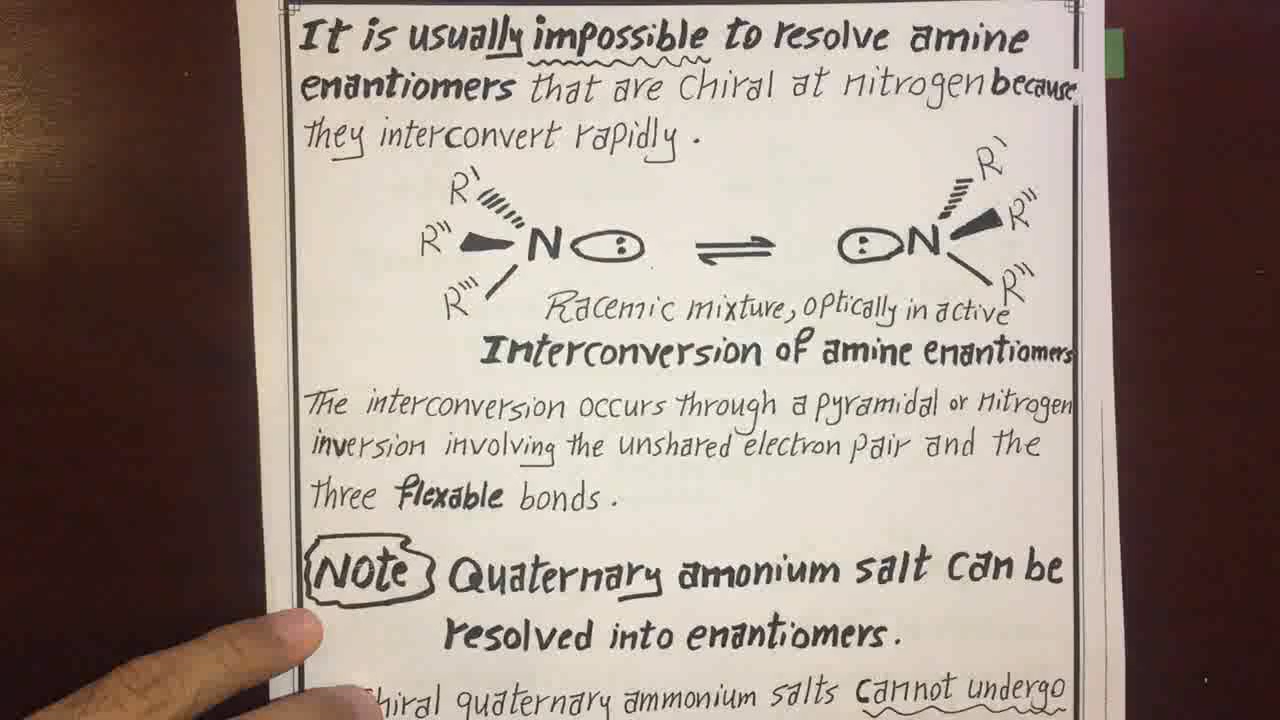 It is usually impossible to resolve amine
enantiomers that are chiral at nitrogen because
they interconvert rapidly.
R' R'
R'' N : : N R''
R''' R''
Racemic mixture, optically in active
Interconversion of amine enantiomers
The interconversion occurs through a pyramidal or nitrogen
inversion involving the unshared electron pair and the
three flexable bonds.
Note Quaternary amonium salt can be
resolved into enantiomers.
quaternary ammonium salts cannot undergo